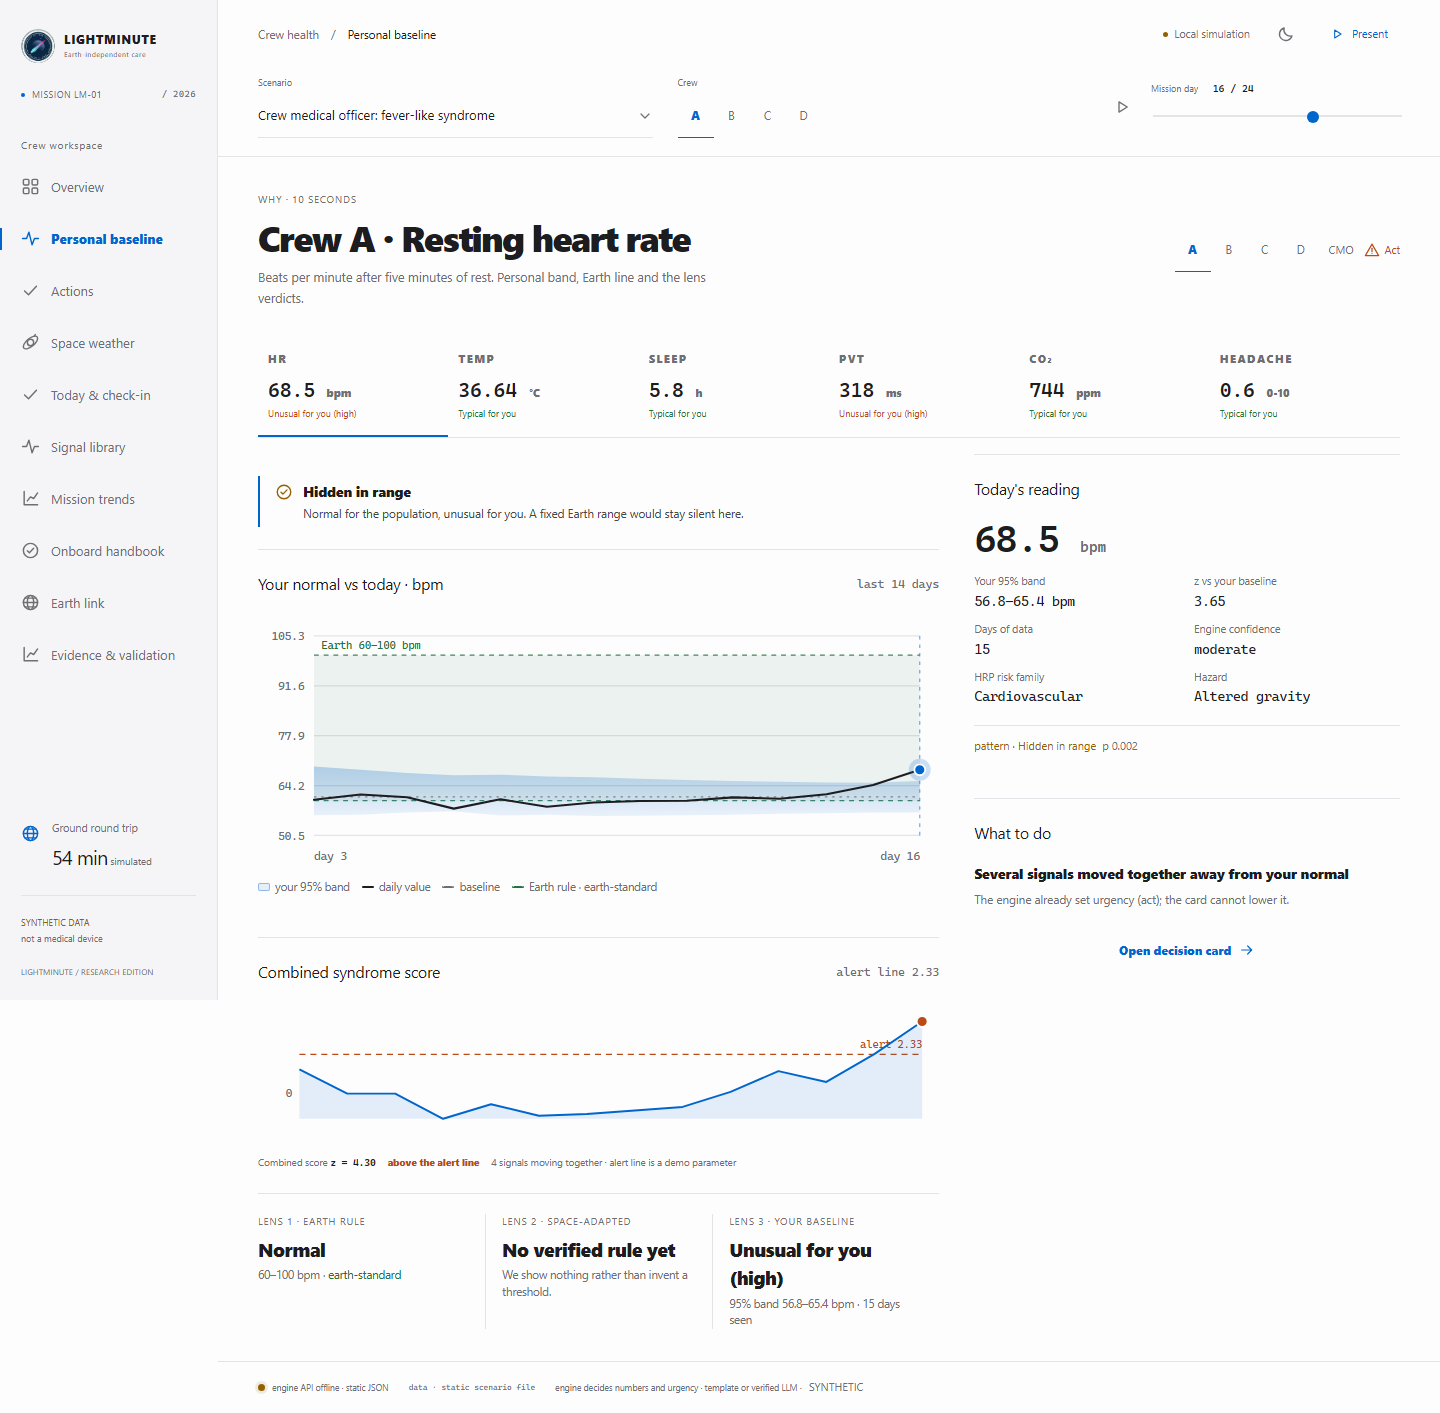 LIGHTMINUTE
Earth independent care
MISSION LM-01 / 2026
Crew workspace
Overview
Personal baseline
Actions
Space weather
Today & check-in
Signal library
Mission trends
Onboard handbook
Earth link
Evidence & validation
Ground round trip
54 min simulated
SYNTHETIC DATA
not a medical device
LIGHTMINUTE / RESEARCH EDITION
Crew health / Personal baseline
Local simulation
Present
Scenario
Crew medical officer: fever-like syndrome
Crew
A B C D
Mission day 16 / 24
WHY · 10 SECONDS
Crew A · Resting heart rate
Beats per minute after five minutes of rest. Personal band, Earth line and the lens
verdicts.
A B C D CMO Act
HR
68.5 bpm
Unusual for you (high)
TEMP
36.64 °C
Typical for you
SLEEP
5.8 h
Typical for you
PVT
318 ms
Unusual for you (high)
CO₂
744 ppm
Typical for you
HEADACHE
0.6 0-10
Typical for you
Hidden in range
Normal for the population, unusual for you. A fixed Earth range would stay silent here.
Your normal vs today · bpm
last 14 days
105.3
Earth 60–100 bpm
91.6
77.9
64.2
50.5
day 3 day 16
your 95% band daily value baseline Earth rule · earth-standard
Combined syndrome score
alert line 2.33
alert 2.33
0
Combined score z = 4.30 above the alert line 4 signals moving together · alert line is a demo parameter
LENS 1 · EARTH RULE
Normal
60–100 bpm · earth-standard
LENS 2 · SPACE-ADAPTED
No verified rule yet
We show nothing rather than invent a
threshold.
LENS 3 · YOUR BASELINE
Unusual for you
(high)
95% band 56.8–65.4 bpm · 15 days
seen
Today's reading
68.5 bpm
Your 95% band
56.8–65.4 bpm
z vs your baseline
3.65
Days of data
15
Engine confidence
moderate
HRP risk family
Cardiovascular
Hazard
Altered gravity
pattern · Hidden in range p 0.002
What to do
Several signals moved together away from your normal
The engine already set urgency (act); the card cannot lower it.
Open decision card
engine API offline · static JSON data · static scenario file engine decides numbers and urgency · template or verified LLM · SYNTHETIC